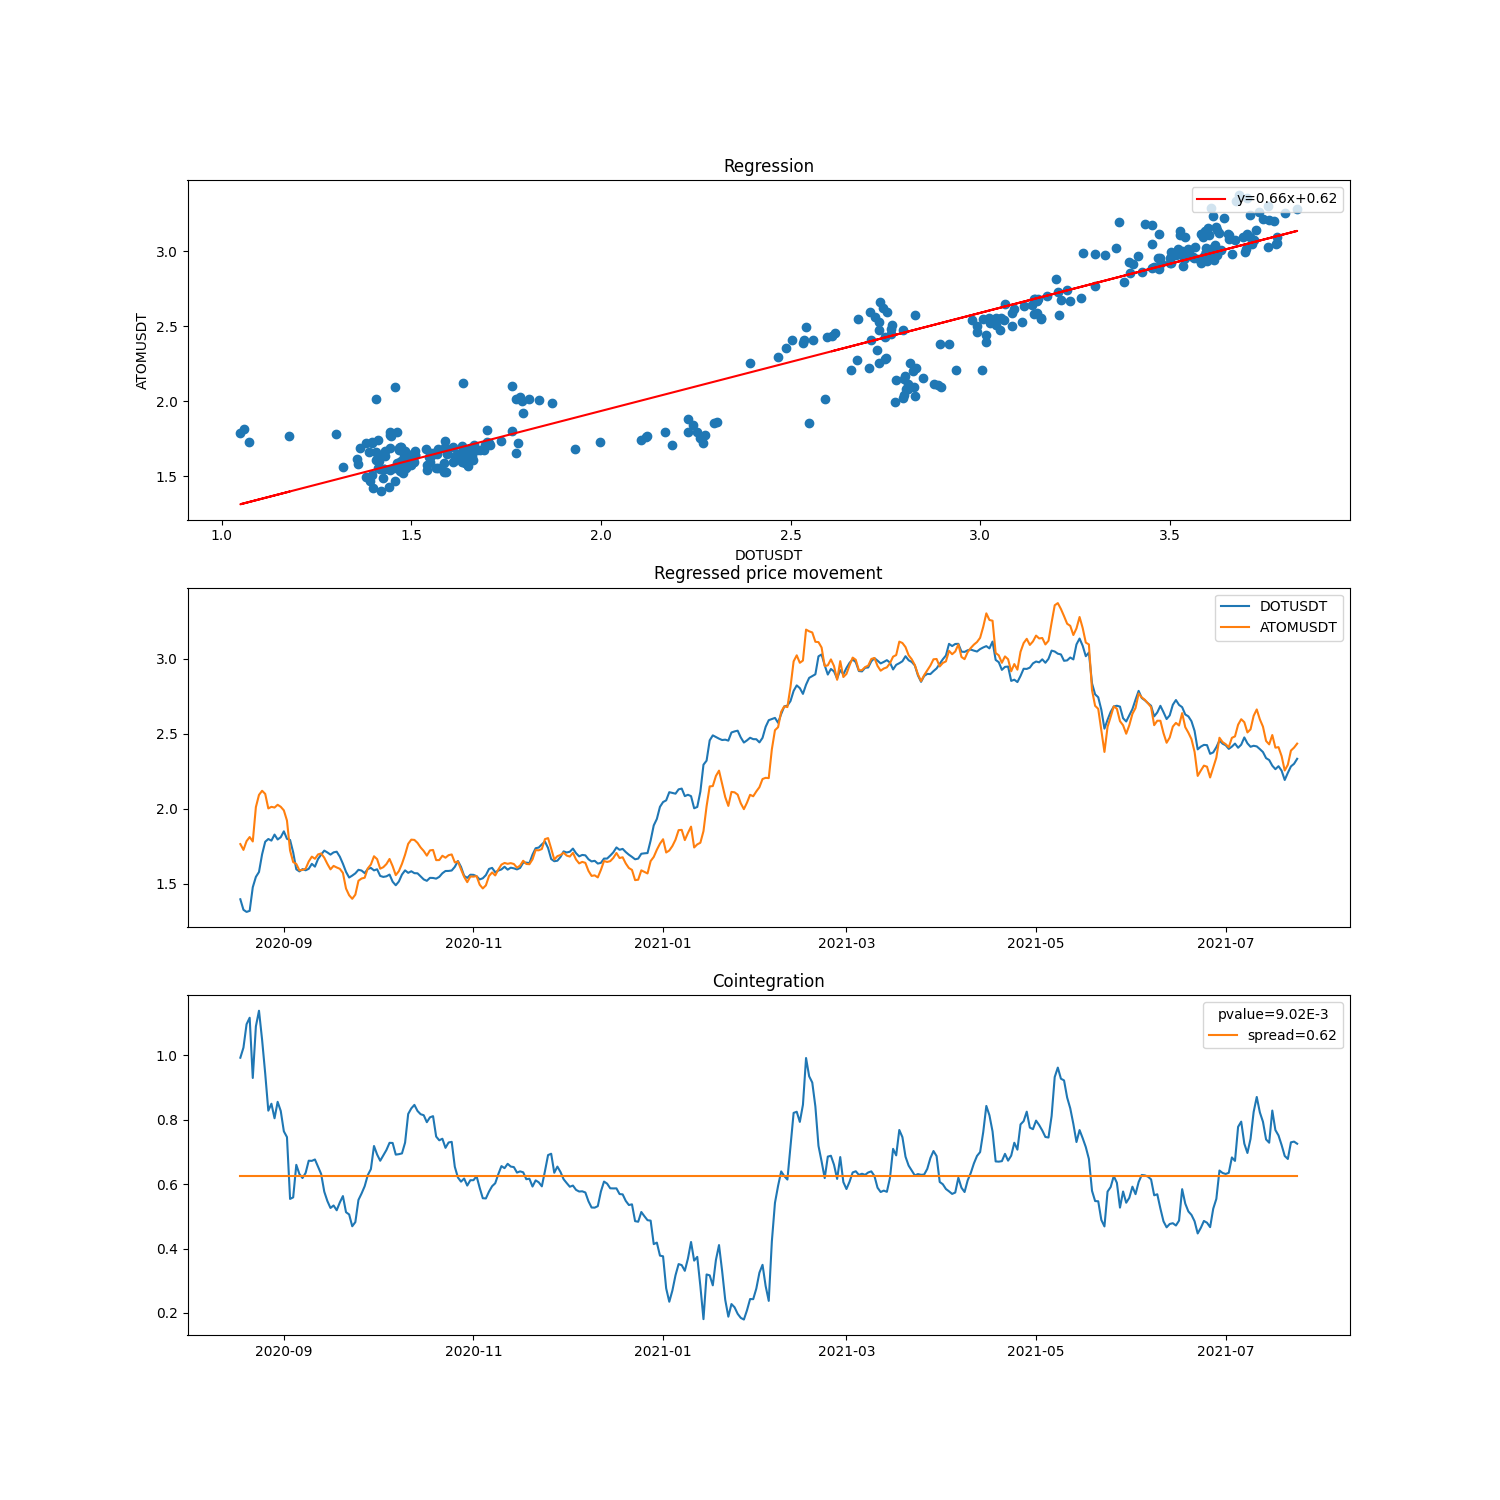 Regression
y=0.66x+0.62
3.0
2.5
2.0
1.5
ATOMUSDT
1.0 1.5 2.0 2.5 3.0 3.5
DOTUSDT
Regressed price movement
DOTUSDT
ATOMUSDT
3.0
2.5
2.0
1.5
2020-09 2020-11 2021-01 2021-03 2021-05 2021-07
Cointegration
pvalue=9.02E-3
spread=0.62
1.0
0.8
0.6
0.4
0.2
2020-09 2020-11 2021-01 2021-03 2021-05 2021-07